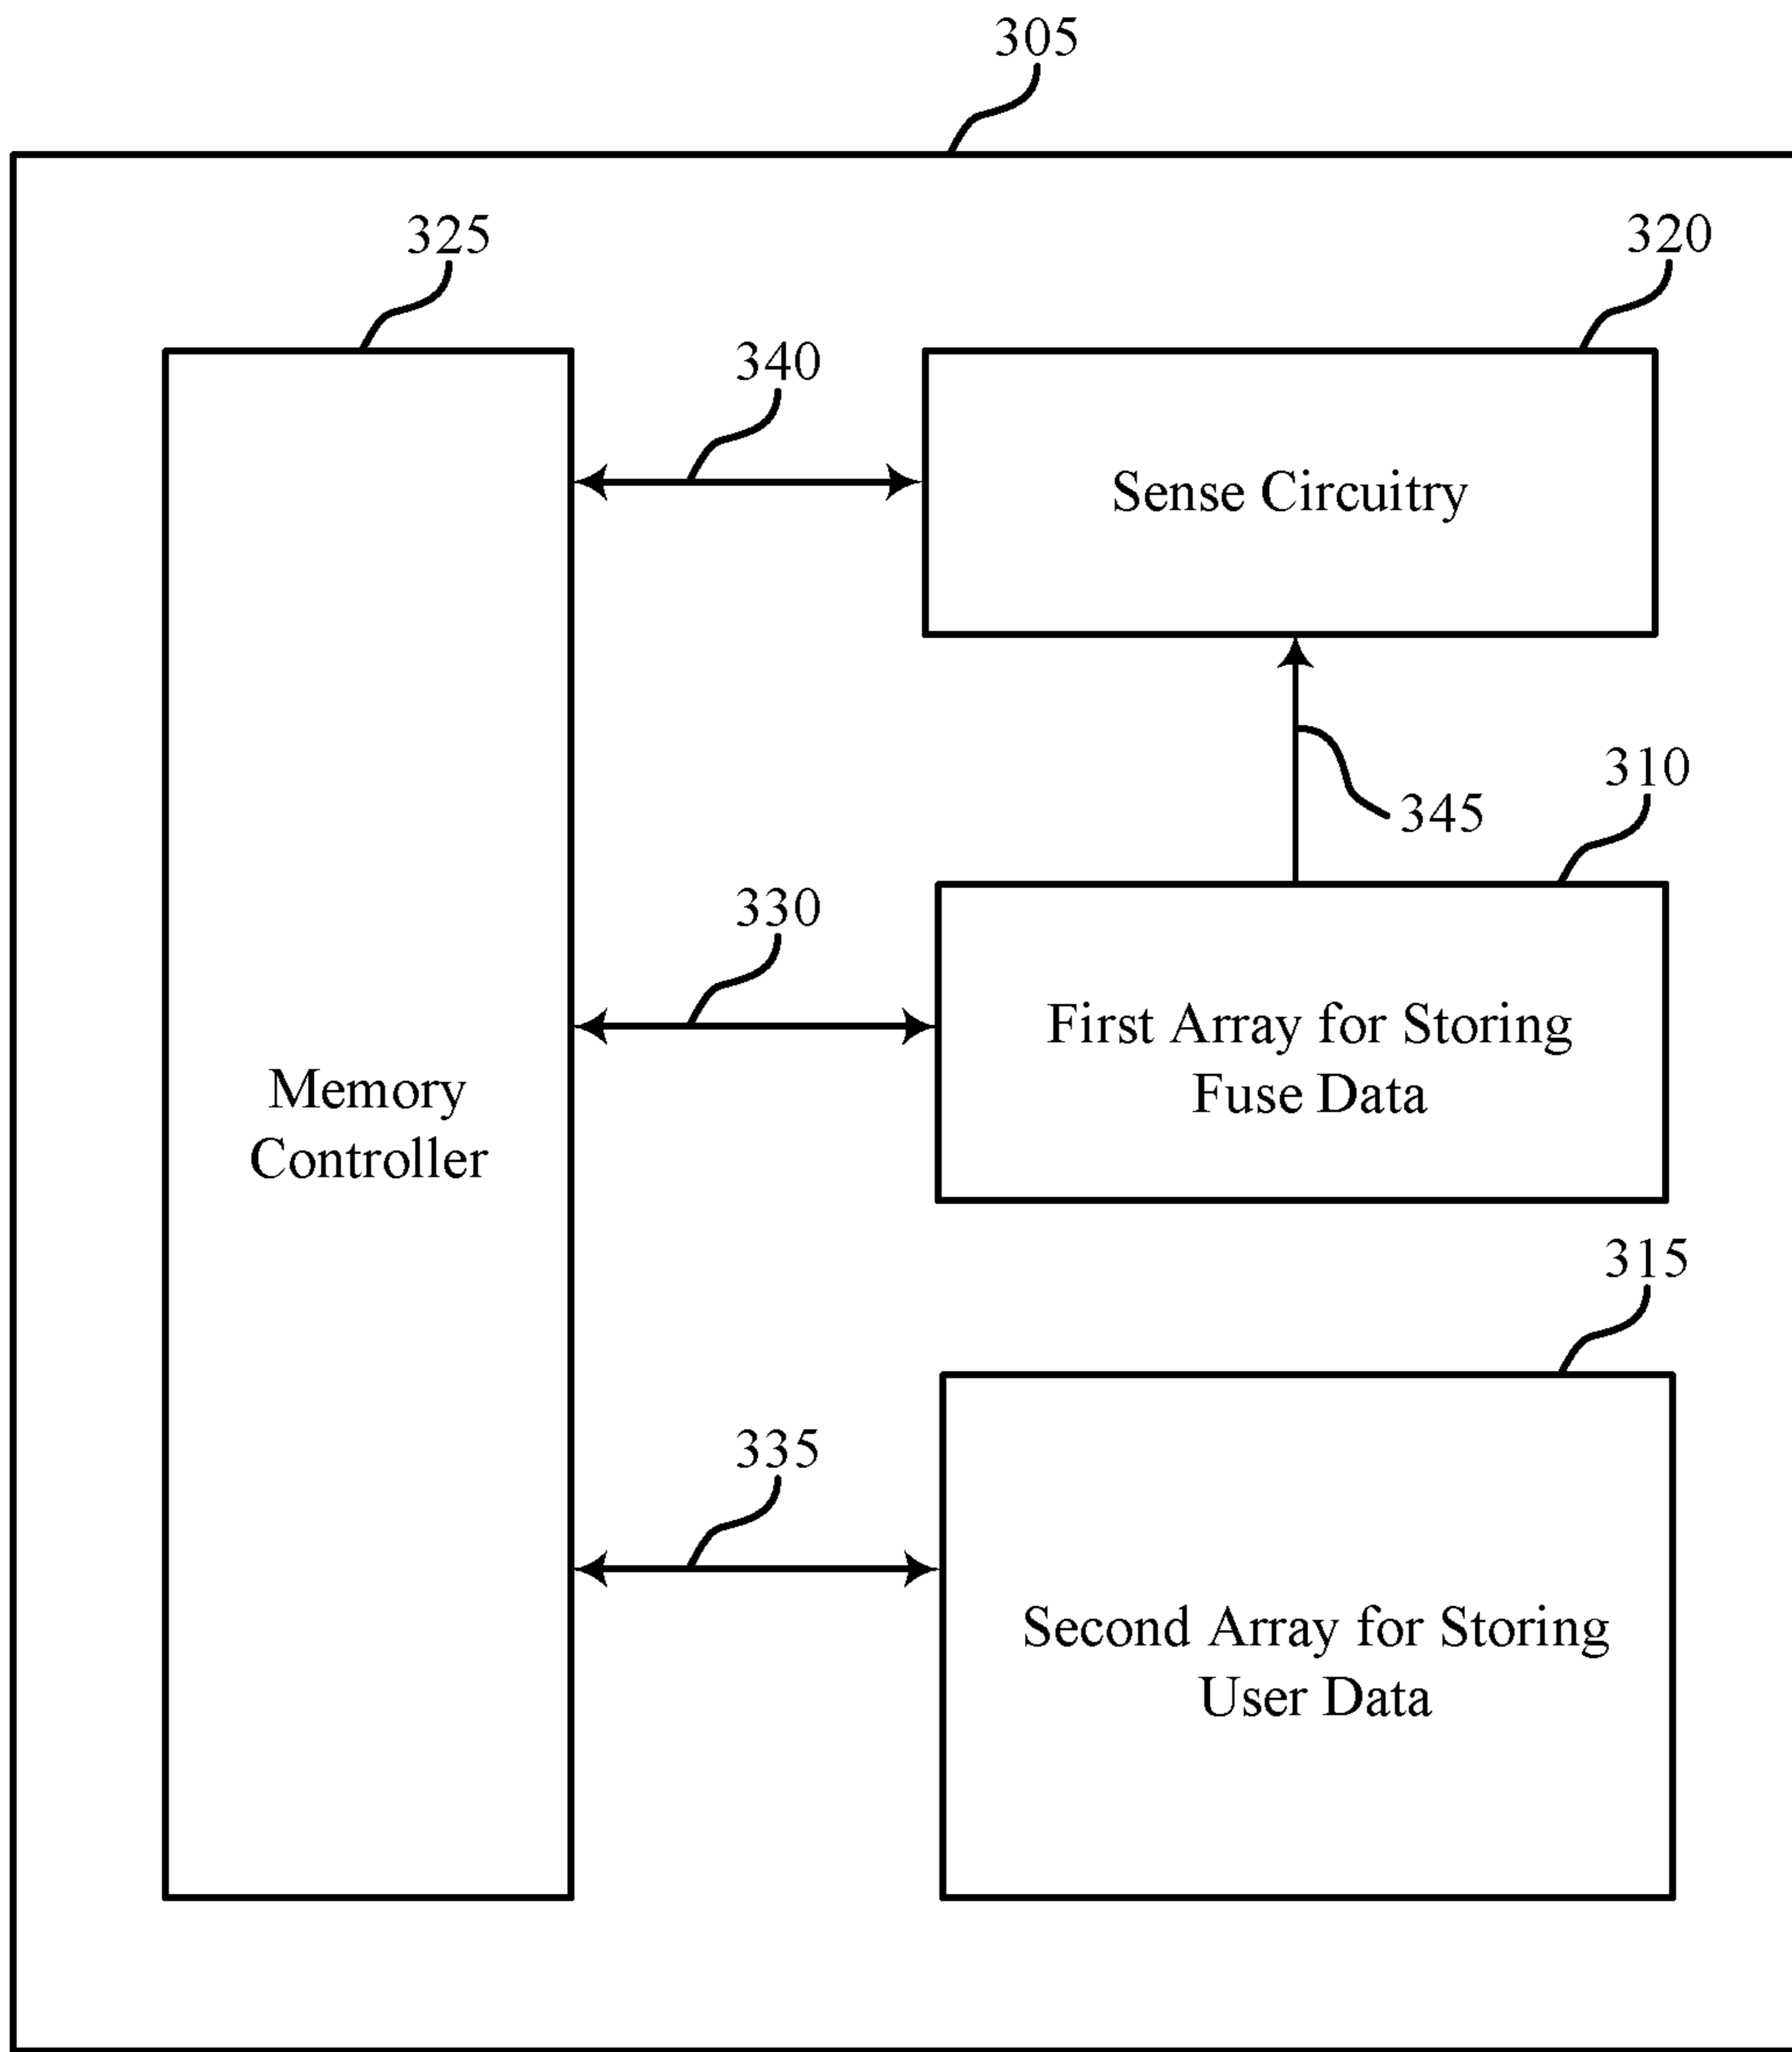 305
325
320
340
Sense Circuitry
310
345
330
First Array for Storing
Fuse Data
Memory
Controller
315
335
Second Array for Storing
User Data